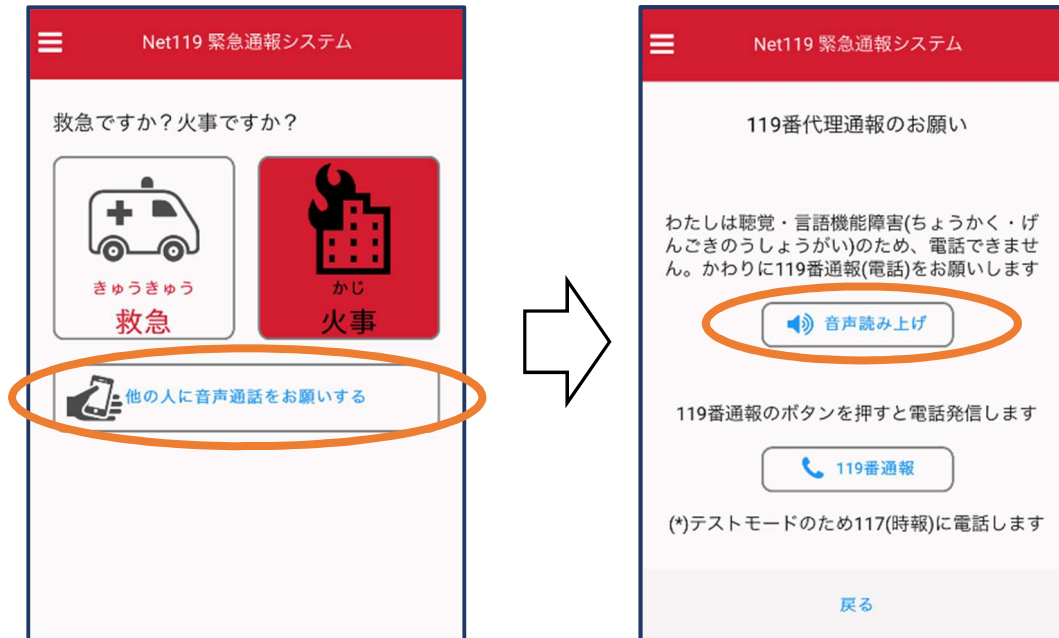 Net119 緊急通報システム
救急ですか？火事ですか？
きゅうきゅう
救急
かじ
火事
他の人に音声通話をお願いする
Net119 緊急通報システム
119番代理通報のお願い
わたしは聴覚・言語機能障害(ちょうかく・げ
んごきのうしょうがい)のため、電話できませ
ん。かわりに119番通報(電話)をお願いします
音声読み上げ
119番通報のボタンを押すと電話発信します
119番通報
(*)テストモードのため117(時報)に電話します
戻る